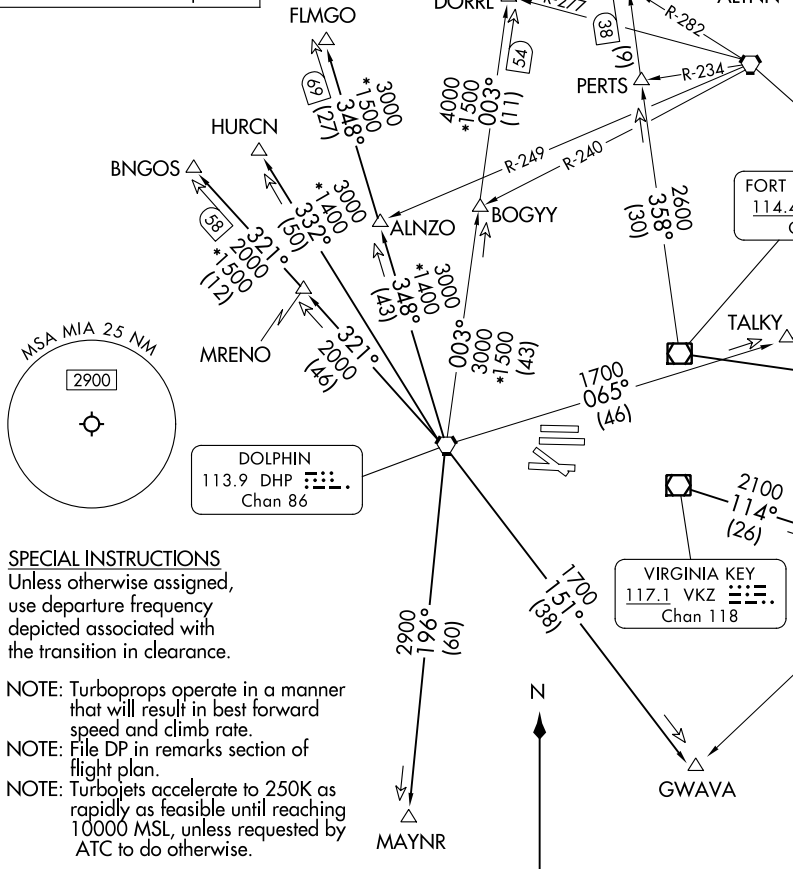 FLMGO
DORRL
R-277
38
(9)
R-282
69
(27)
348°
*1500
3000
4000
*1500
003°
(11)
54
PERTS
R-234
HURCN
BNGOS
R-249
R-240
58
321°
2000
*1500
(12)
332°
(50)
*1400
3000
ALNZO
BOGYY
2600
358°
(30)
FORT
114.4
348°
(43)
*1400
3000
MRENO
321°
2000
(46)
003°
3000
*1500
(43)
TALKY
MSA MIA 25 NM
2900
1700
065°
(46)
DOLPHIN
113.9 DHP
Chan 86
2100
114°
(26)
VIRGINIA KEY
117.1 VKZ
Chan 118
SPECIAL INSTRUCTIONS
Unless otherwise assigned,
use departure frequency
depicted associated with
the transition in clearance.
2900
196°
(60)
1700
151°
(38)
NOTE: Turboprops operate in a manner
that will result in best forward
speed and climb rate.
NOTE: File DP in remarks section of
flight plan.
NOTE: Turbojets accelerate to 250K as
rapidly as feasible until reaching
10000 MSL, unless requested by
ATC to do otherwise.
N
GWAVA
MAYNR